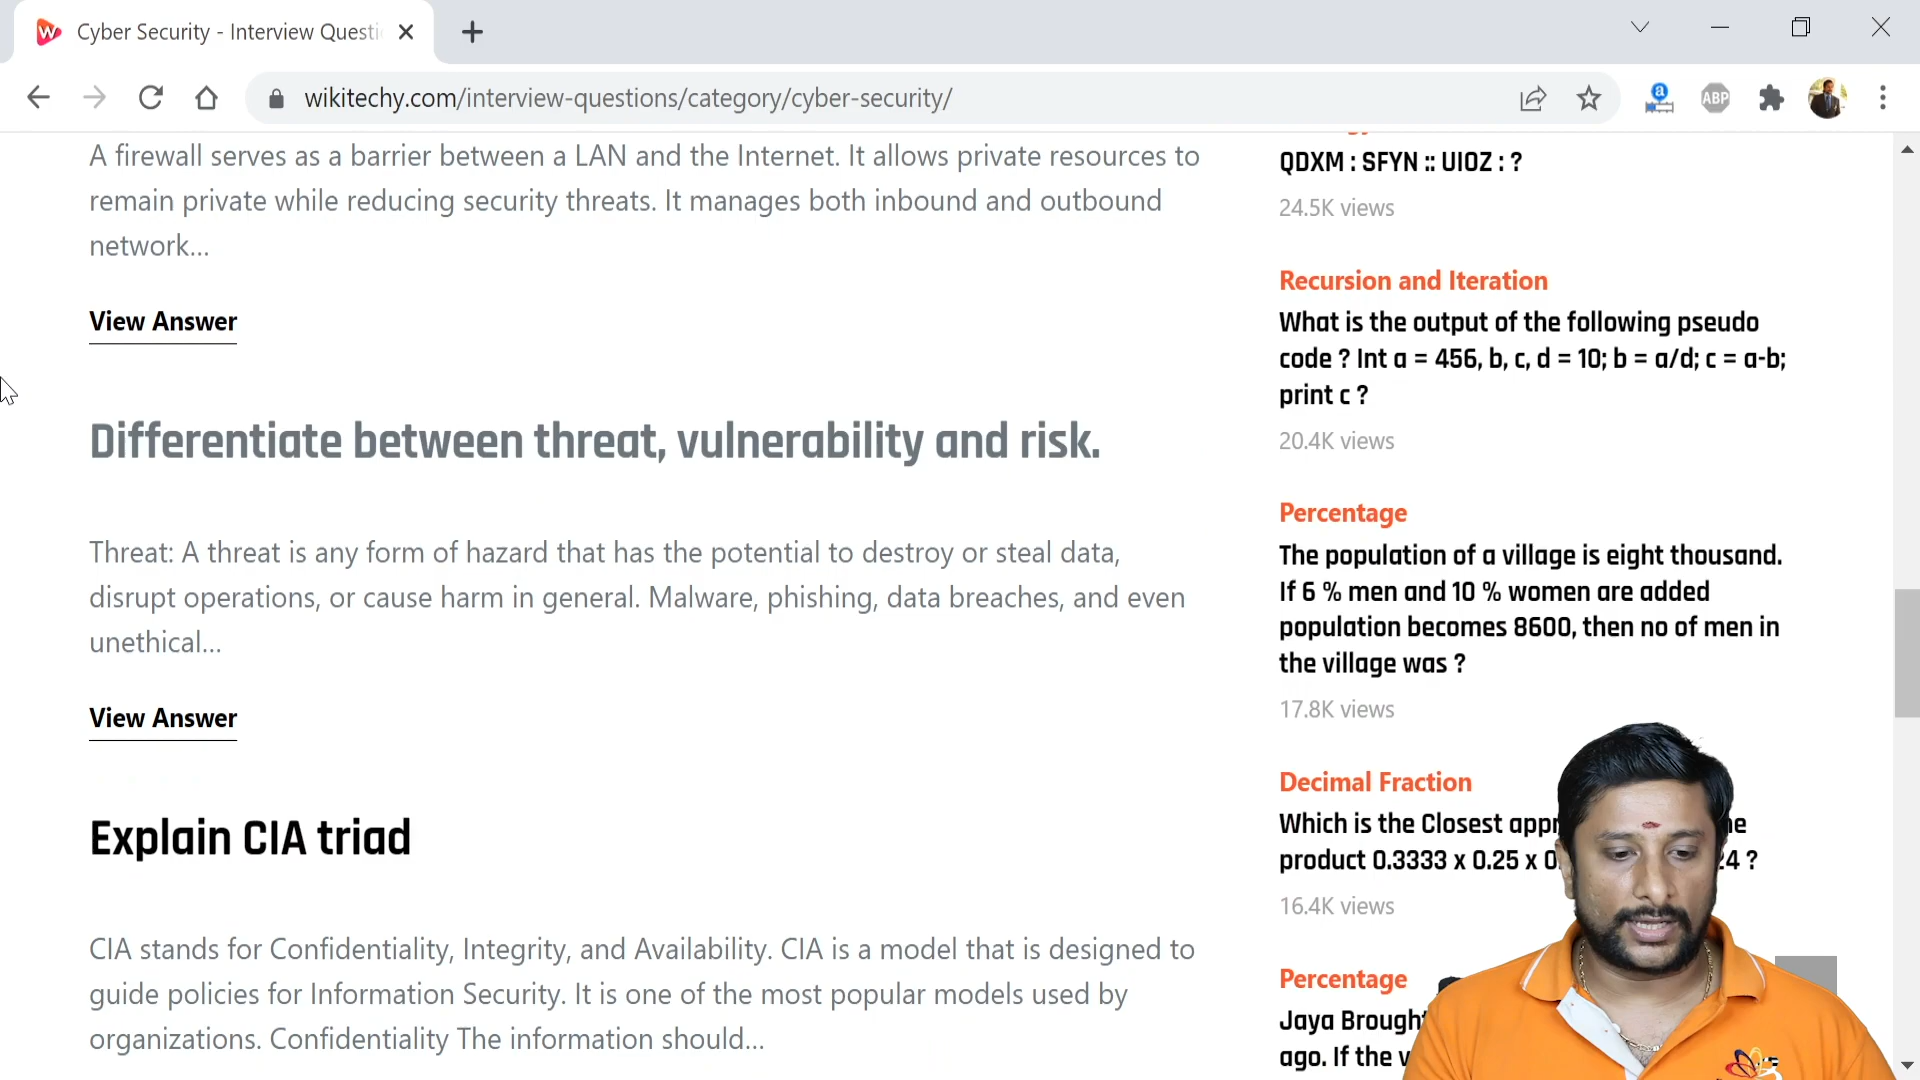 Cyber Security - Interview Questi
wikitechy.com/interview-questions/category/cyber-security/
ABP
A firewall serves as a barrier between a LAN and the Internet. It allows private resources to
remain private while reducing security threats. It manages both inbound and outbound
network...
View Answer
Differentiate between threat, vulnerability and risk.
Threat: A threat is any form of hazard that has the potential to destroy or steal data,
disrupt operations, or cause harm in general. Malware, phishing, data breaches, and even
unethical...
View Answer
Explain CIA triad
CIA stands for Confidentiality, Integrity, and Availability. CIA is a model that is designed to
guide policies for Information Security. It is one of the most popular models used by
organizations. Confidentiality The information should...
QDXM : SFYN :: UIOZ : ?
24.5K views
Recursion and Iteration
What is the output of the following pseudo
code ? Int a = 456, b, c, d = 10; b = a/d; c = a-b;
print c ?
20.4K views
Percentage
The population of a village is eight thousand.
If 6 % men and 10 % women are added
population becomes 8600, then no of men in
the village was ?
17.8K views
Decimal Fraction
Which is the Closest
product 0.3333 x 0.25 x ?
16.4K views
Percentage
Jaya Brought
ago. If the